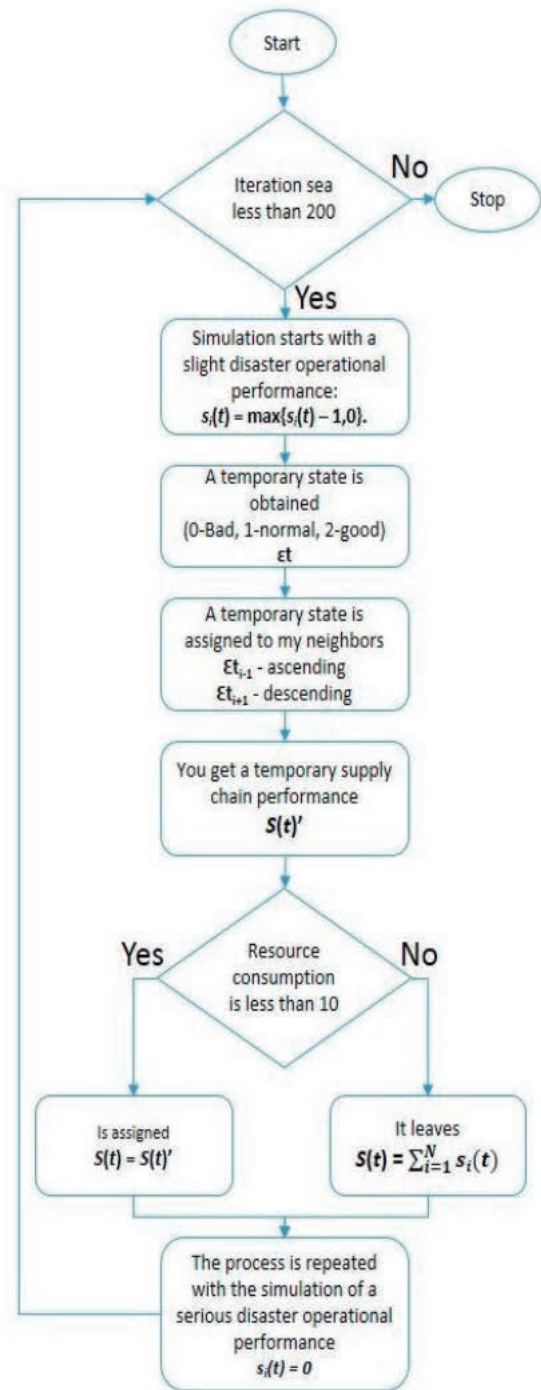 Start
Iteration sea
less than 200
No
Stop
Yes
Simulation starts with a
slight disaster operational
performance:
sᵢ(t) = max{sᵢ(t) – 1,0}.
A temporary state is
obtained
(0-Bad, 1-normal, 2-good)
εt
A temporary state is
assigned to my neighbors
Ɛtᵢ₋₁ - ascending
Ɛtᵢ₊₁ - descending
You get a temporary supply
chain performance
S(t)’
Yes
Resource
consumption
is less than 10
No
Is assigned
S(t) = S(t)’
It leaves
S(t) = ∑ᵢ₌₁ᴺ sᵢ(t)
The process is repeated
with the simulation of a
serious disaster operational
performance
sᵢ(t) = 0